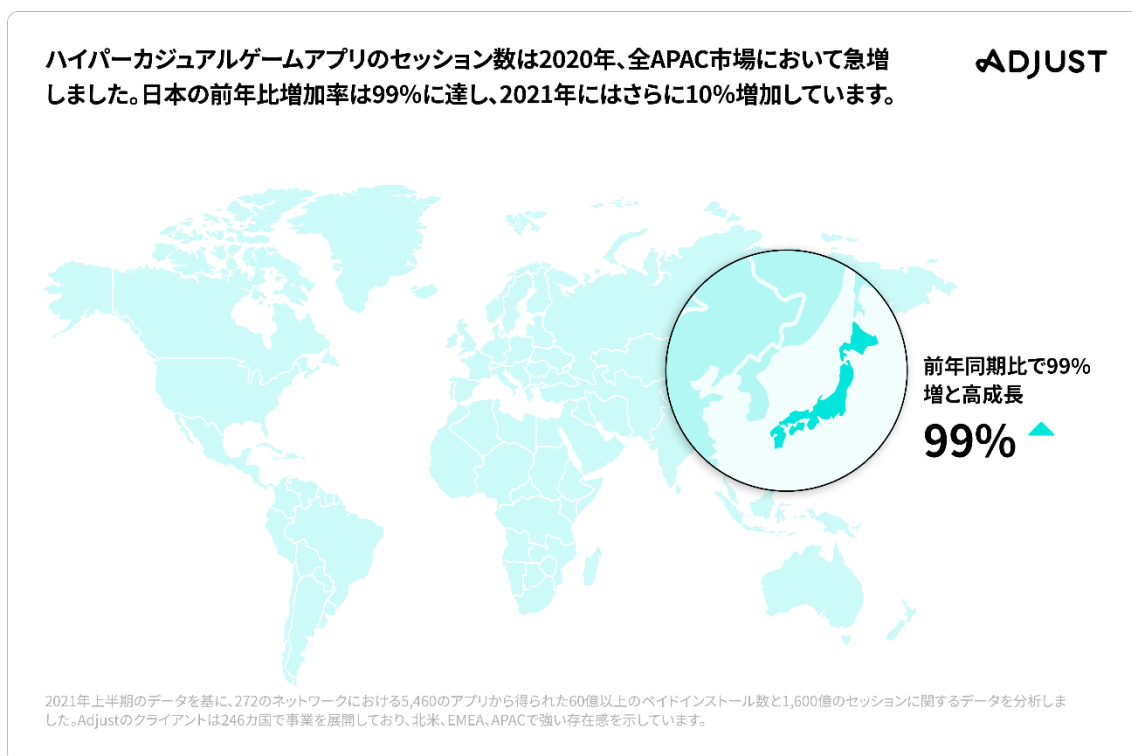 ハイパーカジュアルゲームアプリのセッション数は2020年、全APAC市場において急増
しました。日本の前年比増加率は99%に達し、2021年にはさらに10%増加しています。
ADJUST
前年同期比で99%
増と高成長
99%
2021年上半期のデータを基に、272のネットワークにおける5,460のアプリから得られた60億以上のペイドインストール数と1,600億のセッションに関するデータを分析しま
した。Adjustのクライアントは246カ国で事業を展開しており、北米、EMEA、APACで強い存在感を示しています。